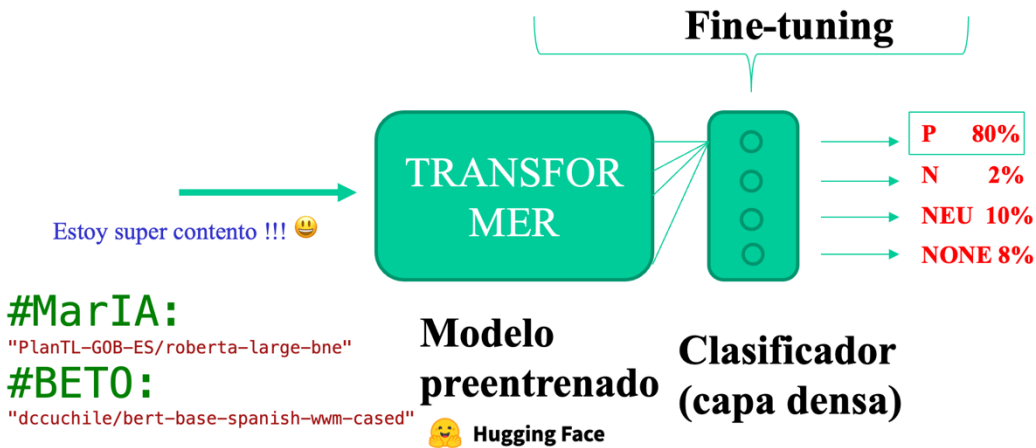 Fine-tuning
TRANSFOR
MER
Estoy super contento !!! 😃
P 80%
N 2%
NEU 10%
NONE 8%
#MarIA:
"PlanTL-GOB-ES/roberta-large-bne"
#BETO:
"dccuchile/bert-base-spanish-wwm-cased"
Modelo
preentrenado
🤗 Hugging Face
Clasificador
(capa densa)